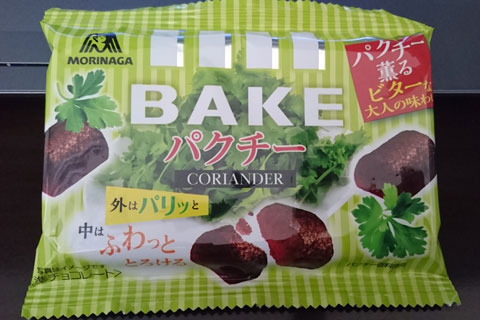 MORINAGA
BAKE
パクチー
薫る
ビターな
大人の味わい
パクチー
CORIANDER
外はパリッと
中は
ふわっと
とろける